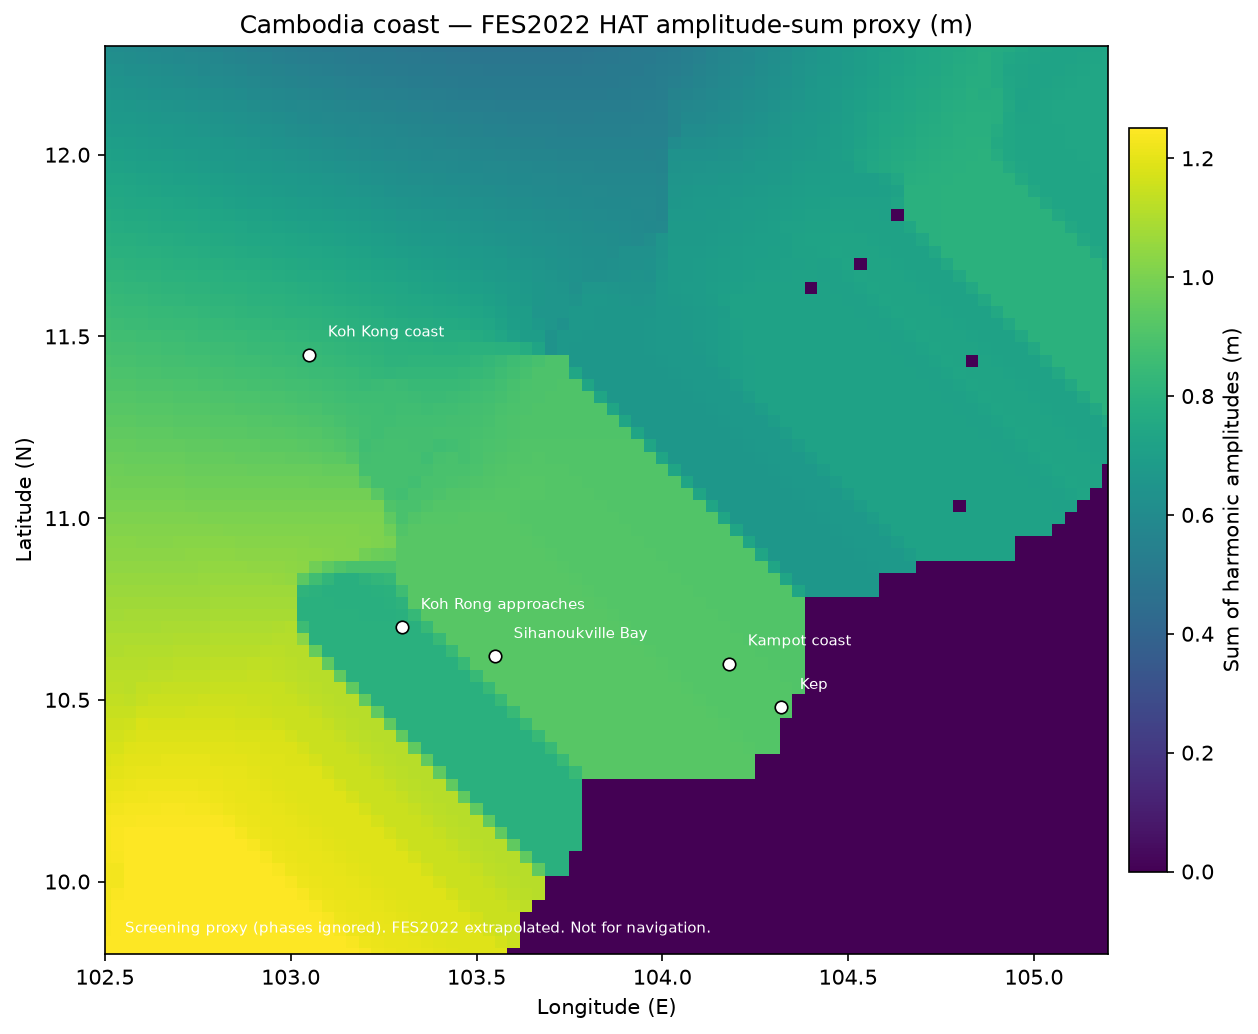 Cambodia coast — FES2022 HAT amplitude-sum proxy (m)
Latitude (N)
12.0
11.5
11.0
10.5
10.0
Koh Kong coast
Koh Rong approaches
Sihanoukville Bay
Kampot coast
Kep
Screening proxy (phases ignored). FES2022 extrapolated. Not for navigation.
102.5 103.0 103.5 104.0 104.5 105.0
Longitude (E)
1.2
1.0
0.8
0.6
0.4
0.2
0.0
Sum of harmonic amplitudes (m)